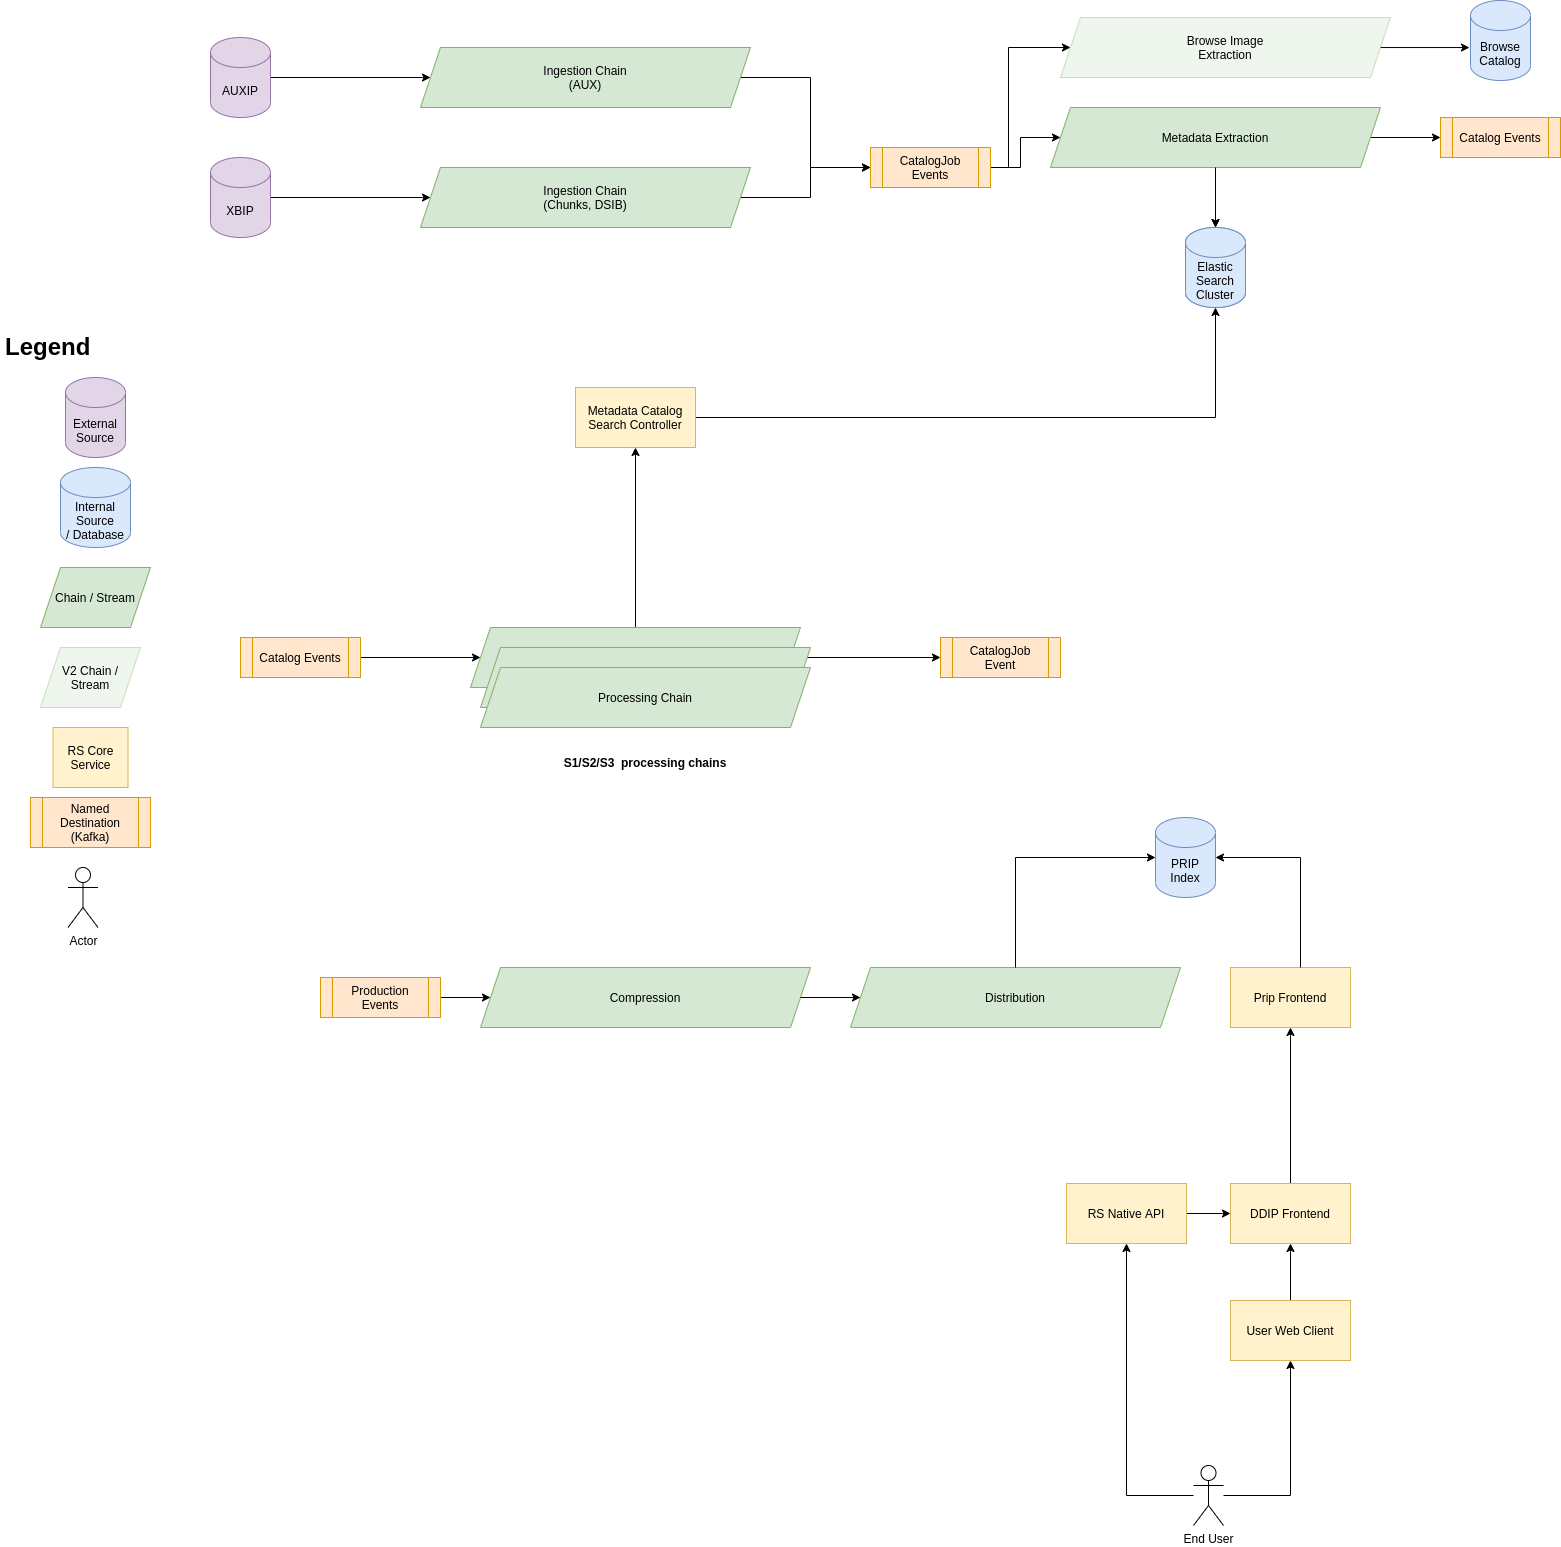 AUXIP
Ingestion Chain
(AUX)
Browse Image
Extraction
Browse
Catalog
Metadata Extraction
Catalog Events
CatalogJob
Events
XBIP
Ingestion Chain
(Chunks, DSIB)
Elastic
Search
Cluster
Legend
External
Source
Internal
Source
/ Database
Chain / Stream
V2 Chain /
Stream
RS Core
Service
Named
Destination
(Kafka)
Actor
Metadata Catalog
Search Controller
Catalog Events
Processing Chain
CatalogJob
Event
S1/S2/S3  processing chains
PRIP
Index
Production
Events
Compression
Distribution
Prip Frontend
RS Native API
DDIP Frontend
User Web Client
End User